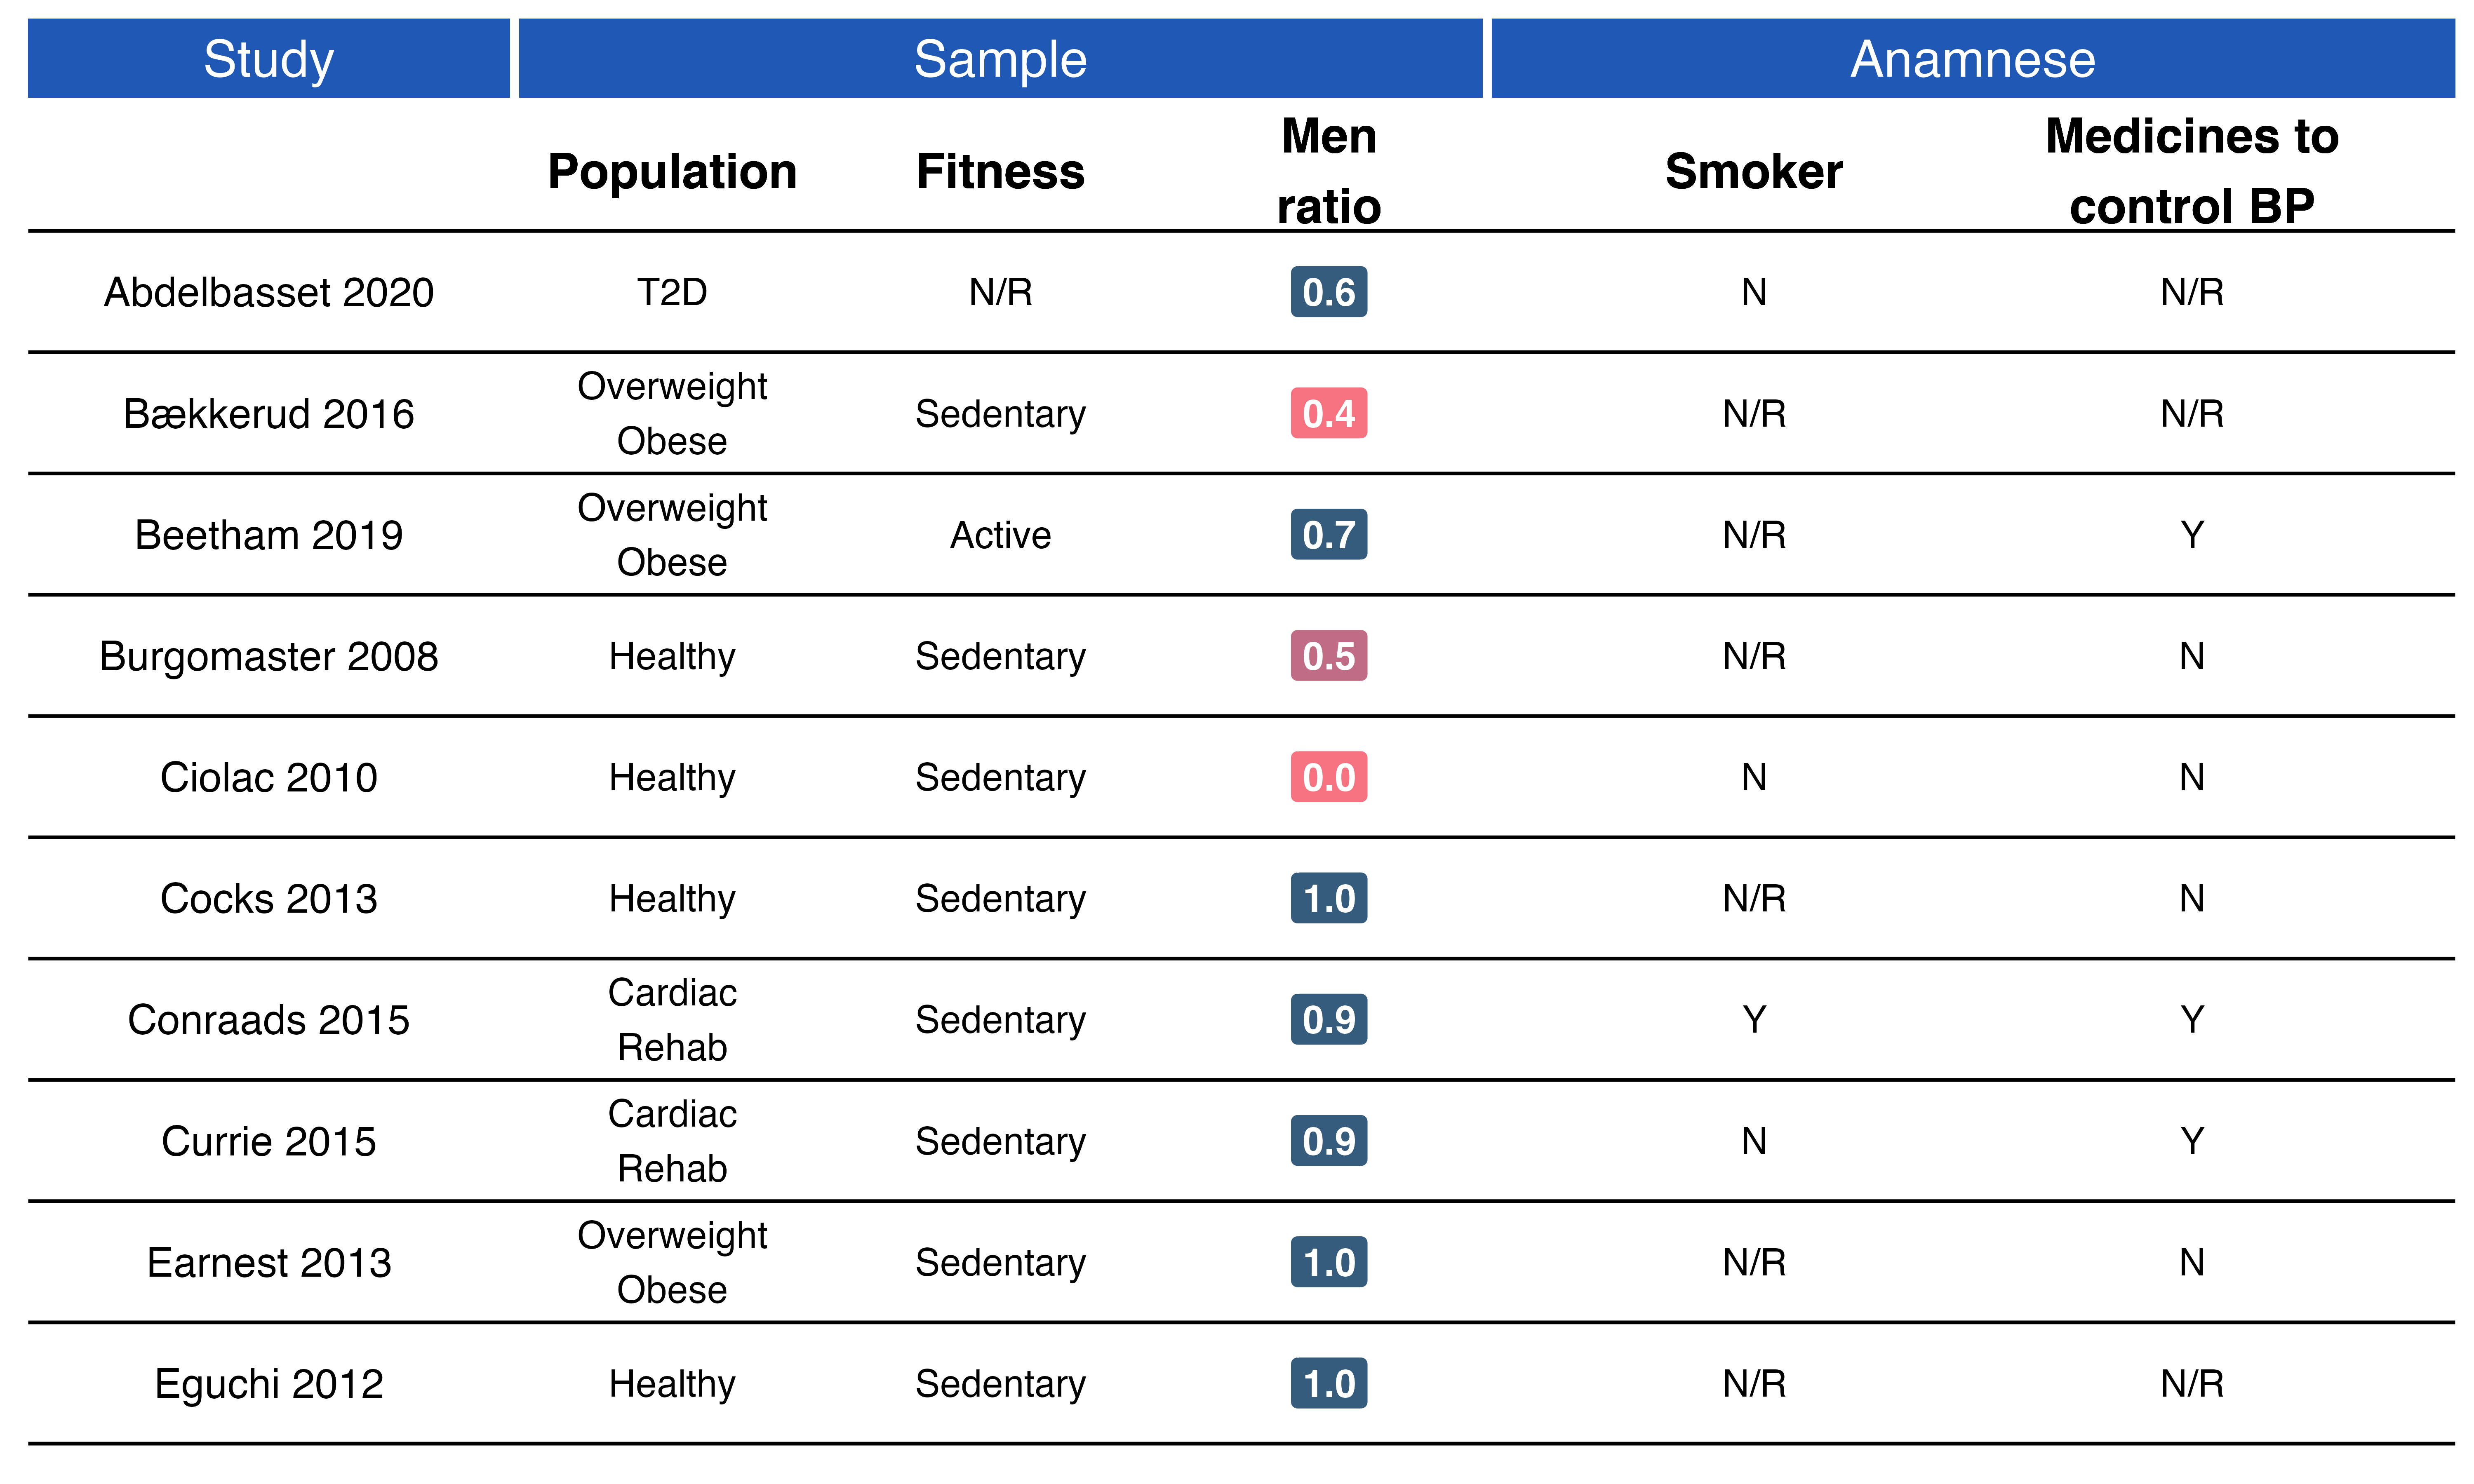 Study Sample Anamnese
Population Fitness Men ratio Smoker Medicines to control BP
Abdelbasset 2020 T2D N/R 0.6 N N/R
Bækkerud 2016 Overweight Obese Sedentary 0.4 N/R N/R
Beetham 2019 Overweight Obese Active 0.7 N/R Y
Burgomaster 2008 Healthy Sedentary 0.5 N/R N
Ciolac 2010 Healthy Sedentary 0.0 N N
Cocks 2013 Healthy Sedentary 1.0 N/R N
Conraads 2015 Cardiac Rehab Sedentary 0.9 Y Y
Currie 2015 Cardiac Rehab Sedentary 0.9 N Y
Earnest 2013 Overweight Obese Sedentary 1.0 N/R N
Eguchi 2012 Healthy Sedentary 1.0 N/R N/R